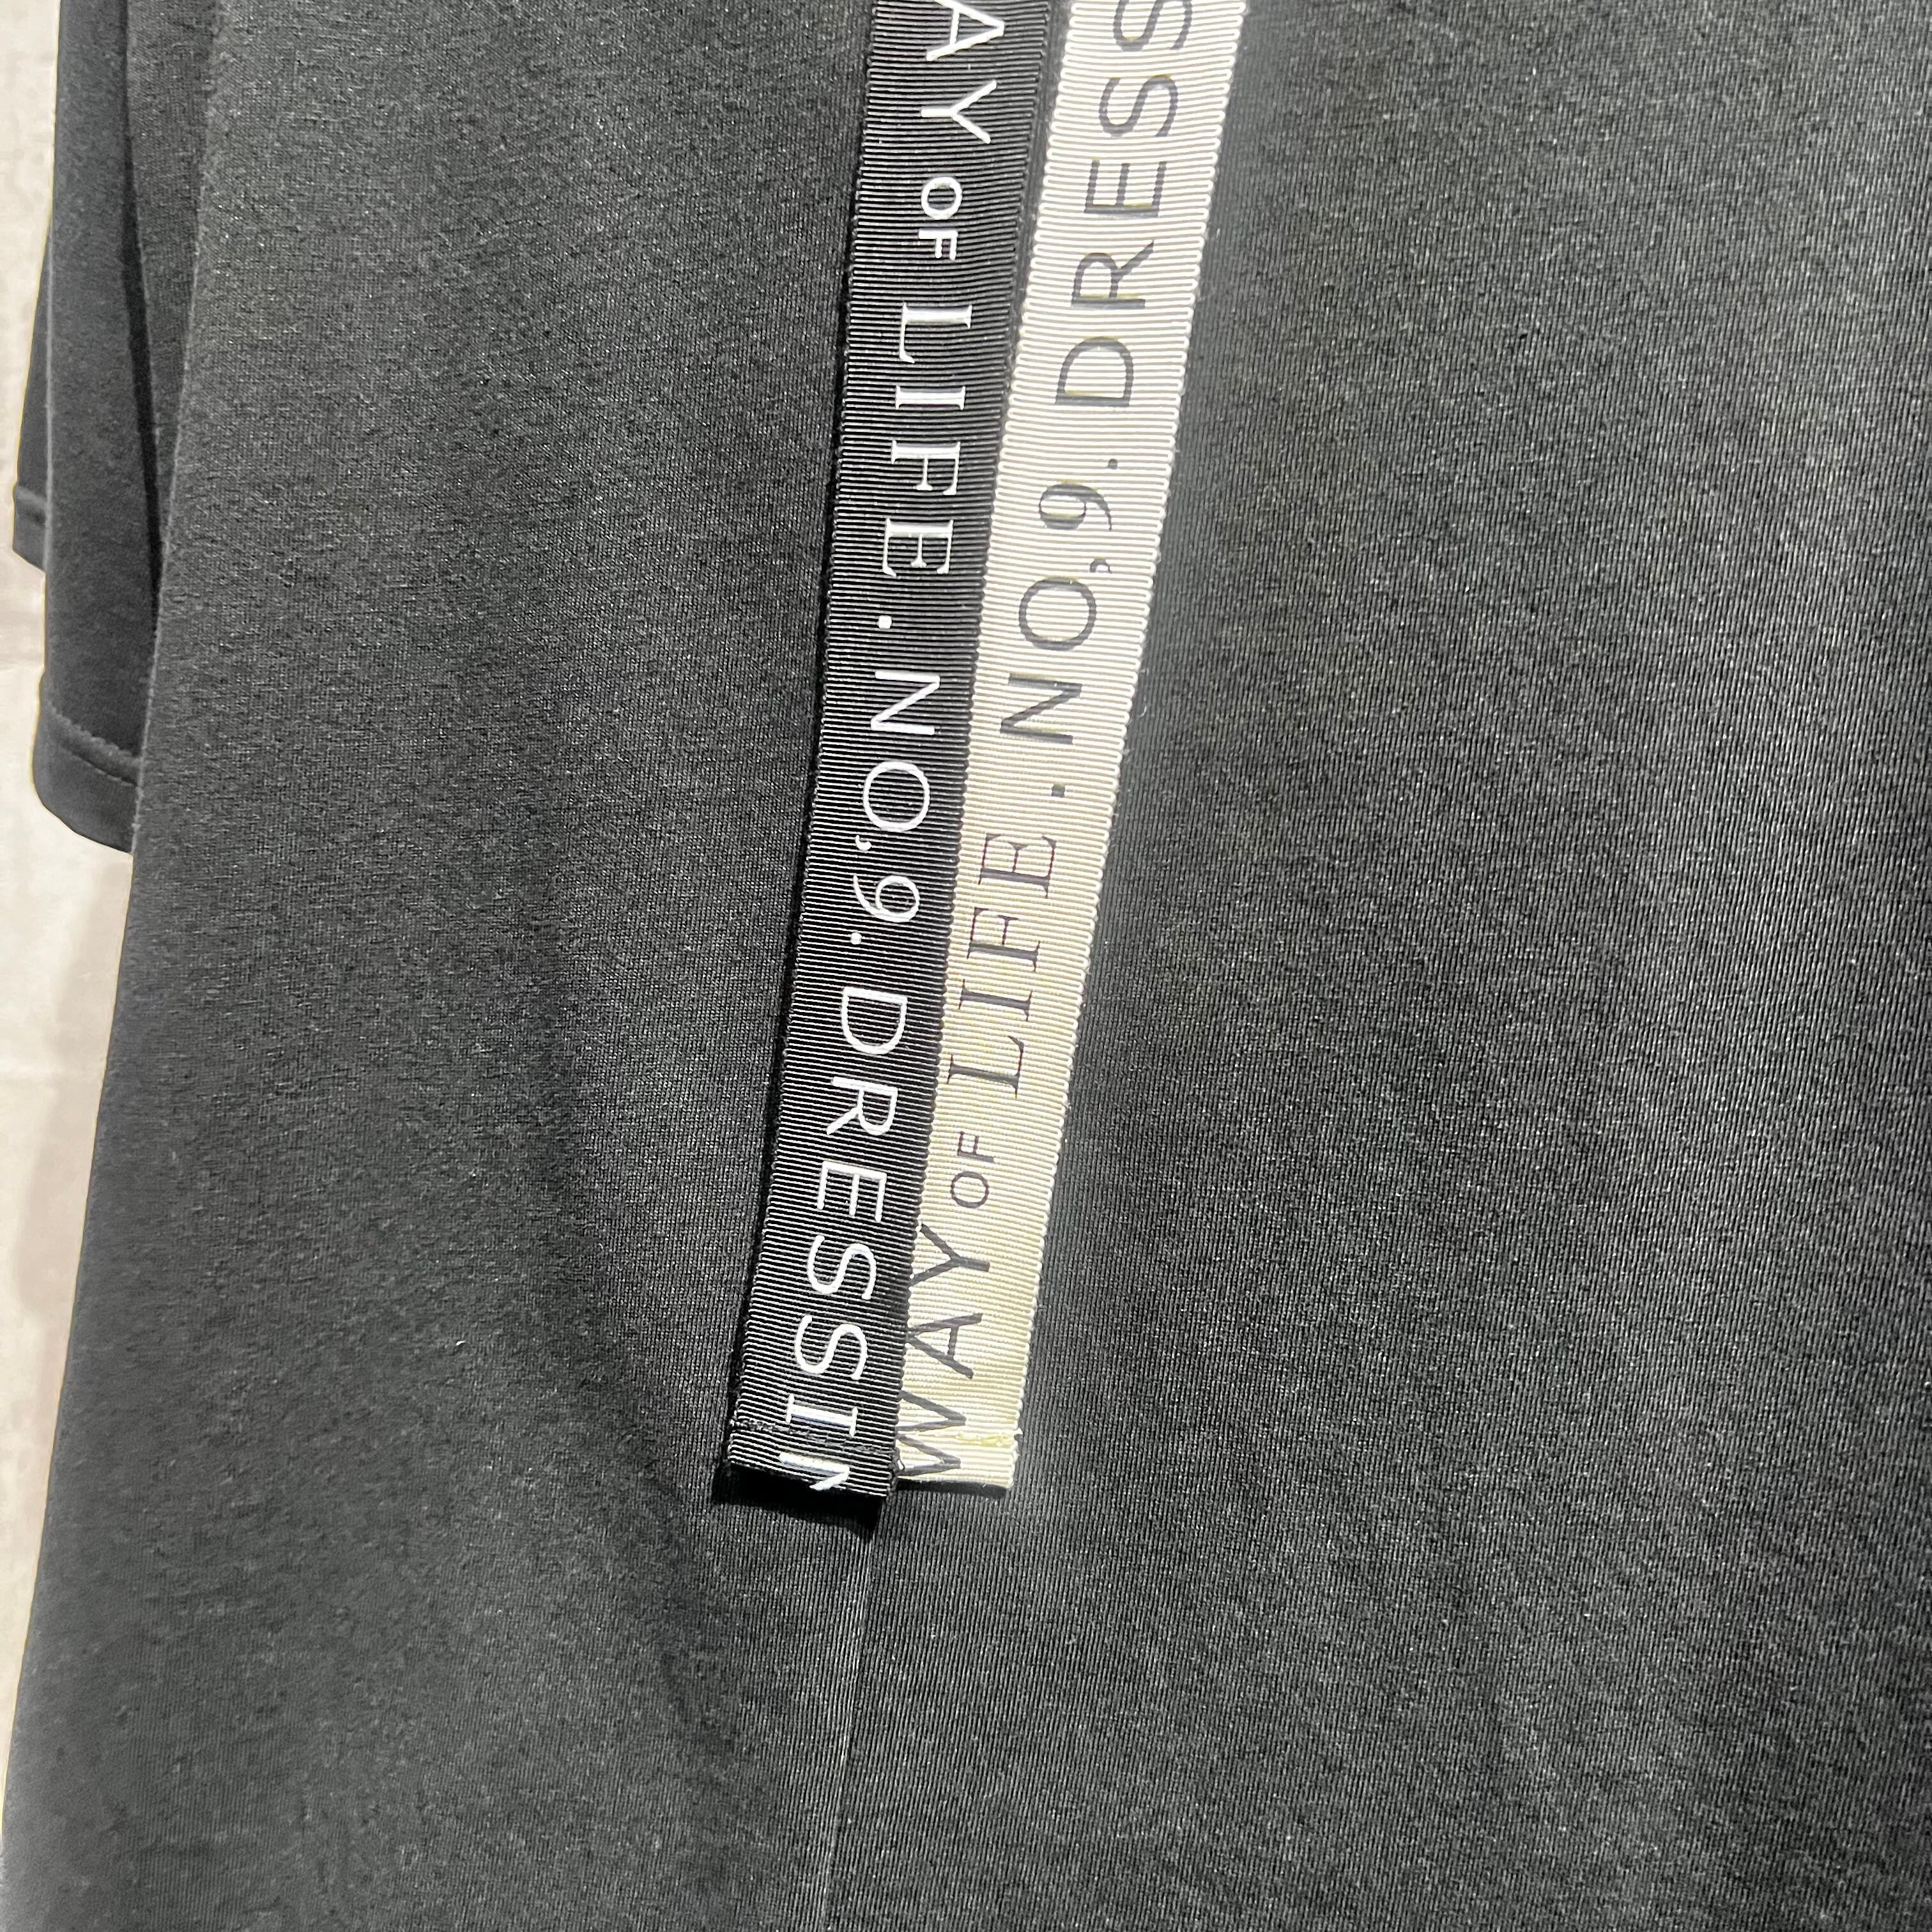 AY OF LIFE . NO,9. DRESSIN
WAY OF LIFE . NO,9. DRESS